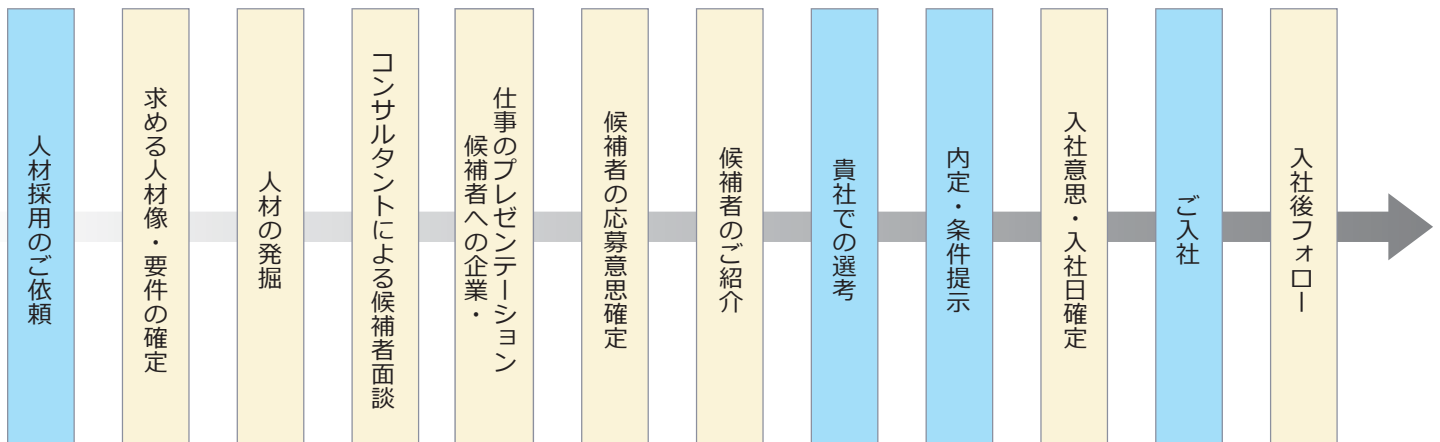 人材採用のご依頼
求める人材像・要件の確定
人材の発掘
コンサルタントによる候補者面談
仕事のプレゼンテーション
候補者への企業・
候補者の応募意思確定
候補者のご紹介
貴社での選考
内定・条件提示
入社意思・入社日確定
ご入社
入社後フォロー